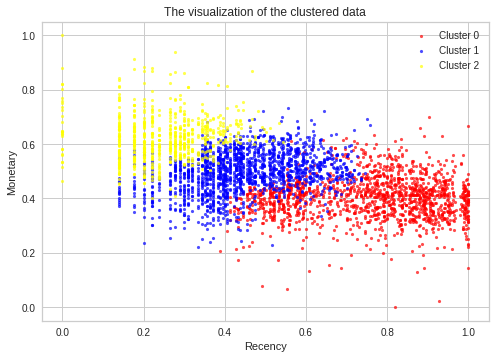 The visualization of the clustered data
Cluster 0
Cluster 1
Cluster 2
1.0
0.8
0.6
0.4
0.2
0.0
Monetary
0.0 0.2 0.4 0.6 0.8 1.0
Recency